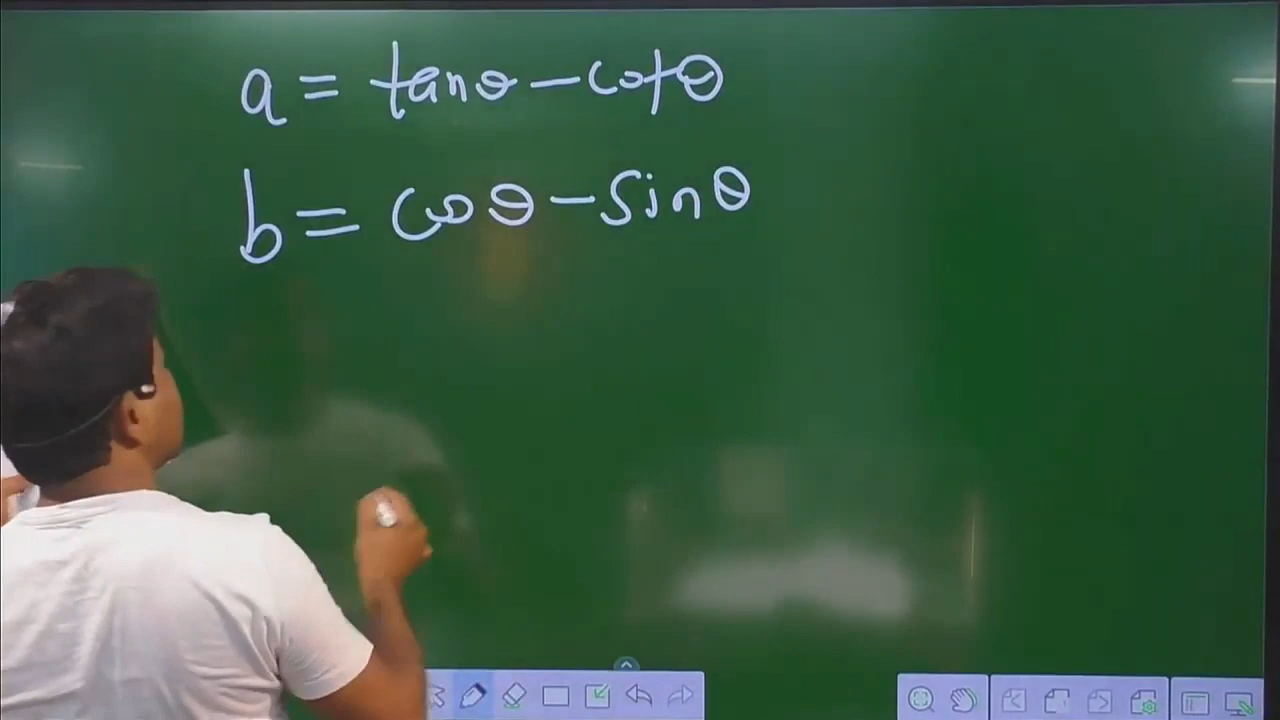 a = tanθ - cotθ
b = cosθ - sinθ